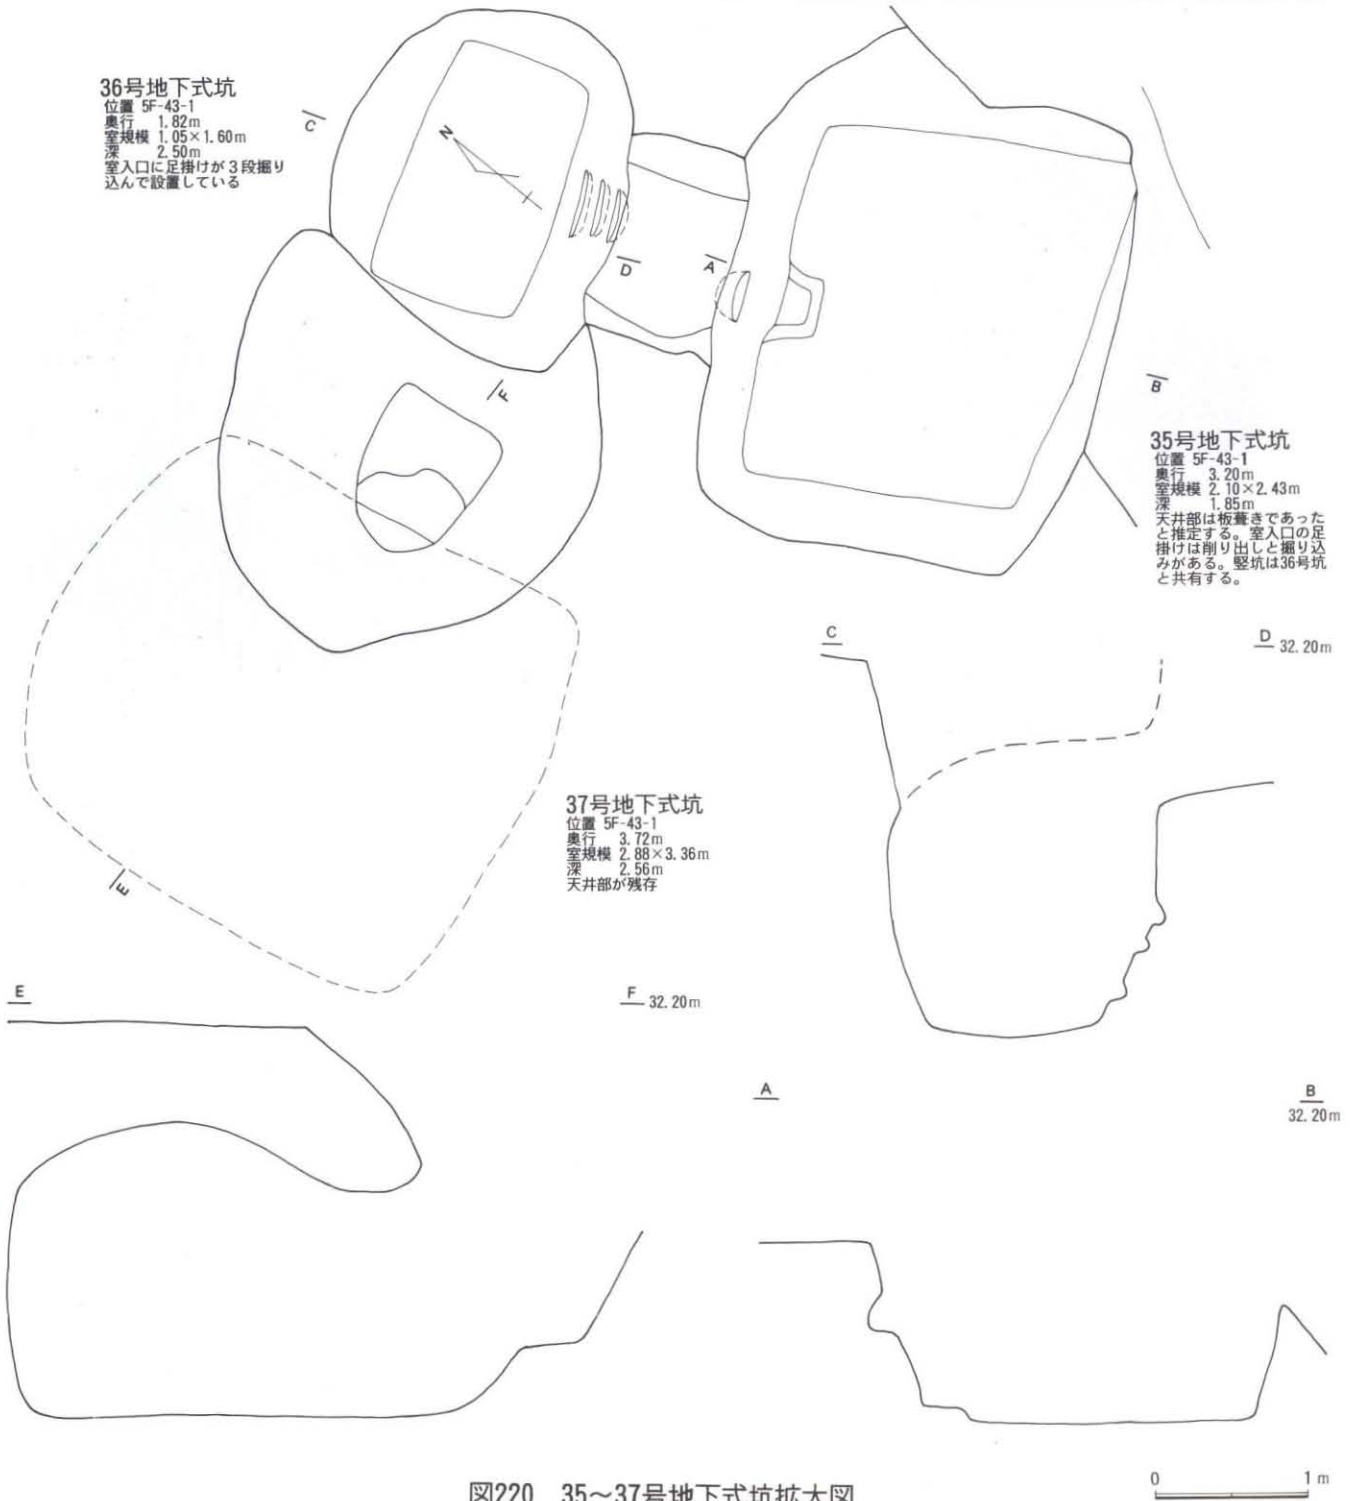 36号地下式坑
位置 5F-43-1
奥行 1.82m
室規模 1.05×1.60m
深 2.50m
室入口に足掛けが3段掘り
込んで設置している
C
N
D
A
F
B
35号地下式坑
位置 5F-43-1
奥行 3.20m
室規模 2.10×2.43m
深 1.85m
天井部は板葺きであった
と推定する。室入口の足
掛けは削り出しと掘り込
みがある。竪坑は36号坑
と共有する。
C
D 32.20m
37号地下式坑
位置 5F-43-1
奥行 3.72m
室規模 2.88×3.36m
深 2.56m
天井部が残存
E
E
F 32.20m
A
B
32.20m
0 1m
図220 35～37号地下式坑拡大図